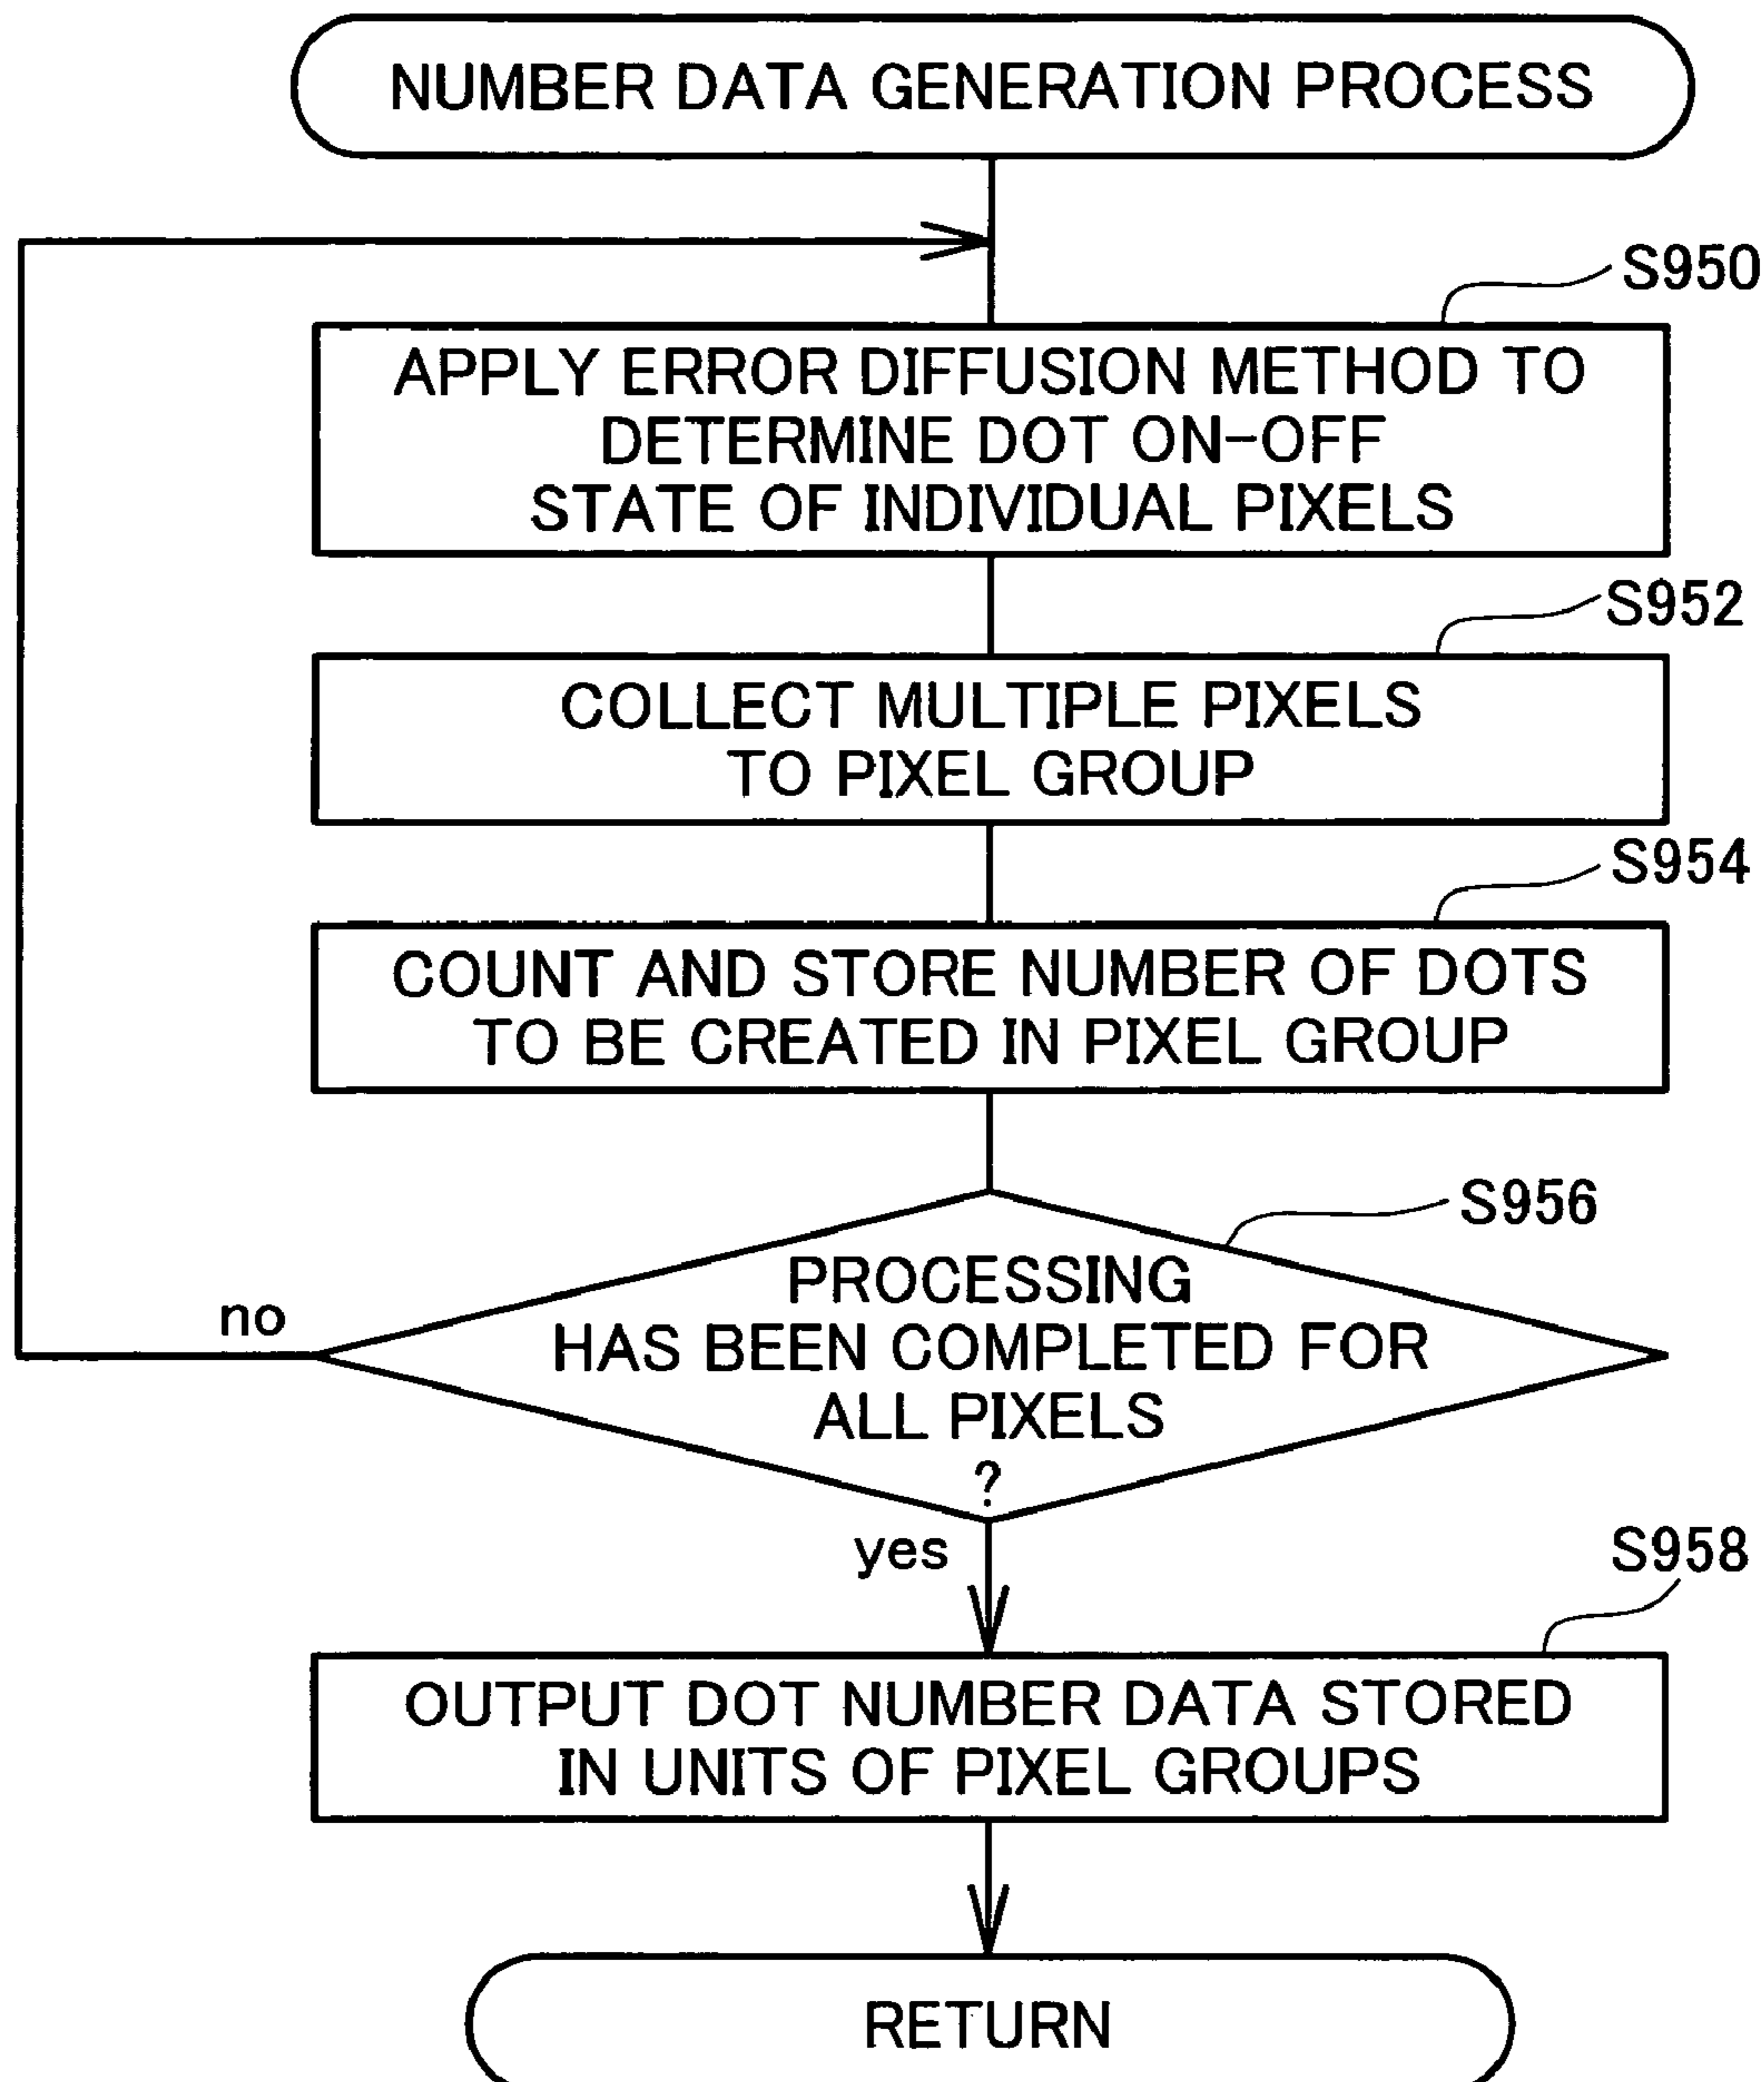 NUMBER DATA GENERATION PROCESS
S950
APPLY ERROR DIFFUSION METHOD TO
DETERMINE DOT ON-OFF
STATE OF INDIVIDUAL PIXELS
S952
COLLECT MULTIPLE PIXELS
TO PIXEL GROUP
S954
COUNT AND STORE NUMBER OF DOTS
TO BE CREATED IN PIXEL GROUP
S956
PROCESSING
HAS BEEN COMPLETED FOR
ALL PIXELS
?
no
yes
S958
OUTPUT DOT NUMBER DATA STORED
IN UNITS OF PIXEL GROUPS
RETURN